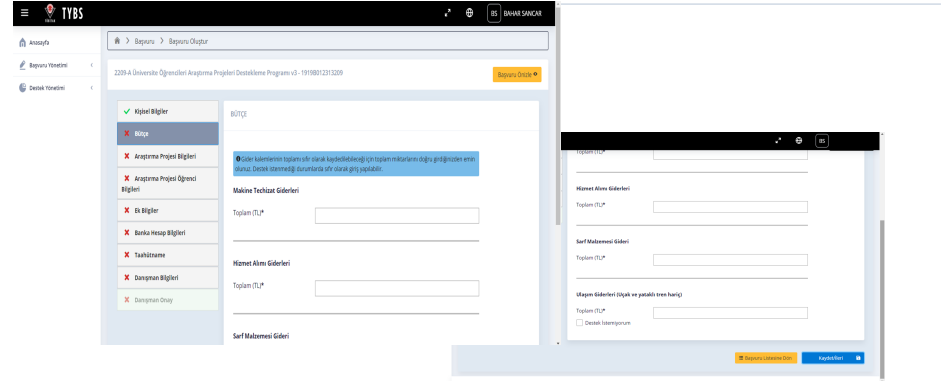 TYBS
BS BAHAR SANCAR
Anasayfa
Başvuru Yönetimi
Destek Yönetimi
Başvuru > Başvuru Oluştur
2209-A Üniversite Öğrencileri Araştırma Projeleri Destekleme Programı v3 - 1919B012313209
Başvuru Önizle
Kişisel Bilgiler
Bütçe
Araştırma Projesi Bilgileri
Araştırma Projesi Öğrenci
Bilgileri
Ek Bilgiler
Banka Hesap Bilgileri
Taahütname
Danışman Bilgileri
Danışman Onay
BÜTÇE
Gider kalemlerinin toplamı sıfır olarak kaydedilebileceği için toplam miktarlarını doğru girdiğinizden emin
olunuz. Destek istenmediği durumlarda sıfır olarak giriş yapılabilir.
Makine Techizat Giderleri
Toplam (TL)*
Hizmet Alımı Giderleri
Toplam (TL)*
Sarf Malzemesi Gideri
BS
Toplam (TL)*
Hizmet Alımı Giderleri
Toplam (TL)*
Sarf Malzemesi Gideri
Toplam (TL)*
Ulaşım Giderleri (Uçak ve yataklı tren hariç)
Toplam (TL)*
Destek İstemiyorum
Başvuru Listesine Dön
Kaydet/İleri